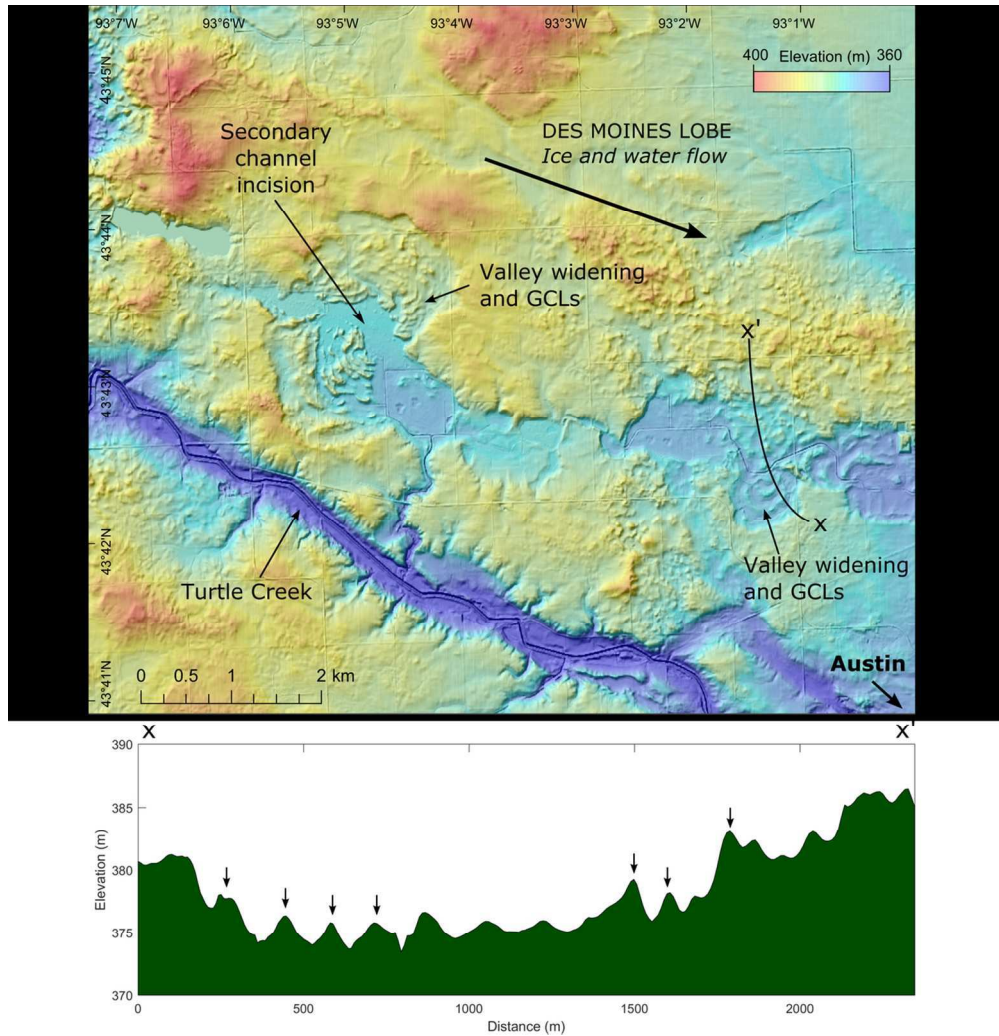 93°7'W 93°6'W 93°5'W 93°4'W 93°3'W 93°2'W 93°1'W
43°45'N
43°44'N
43°43'N
43°42'N
43°41'N
400 Elevation (m) 360
DES MOINES LOBE
Ice and water flow
Secondary
channel
incision
Valley widening
and GCLs
X'
X
Valley widening
and GCLs
Turtle Creek
Austin
0 0.5 1 2 km
X X'
390
385
380
375
370
Elevation (m)
0 500 1000 1500 2000
Distance (m)